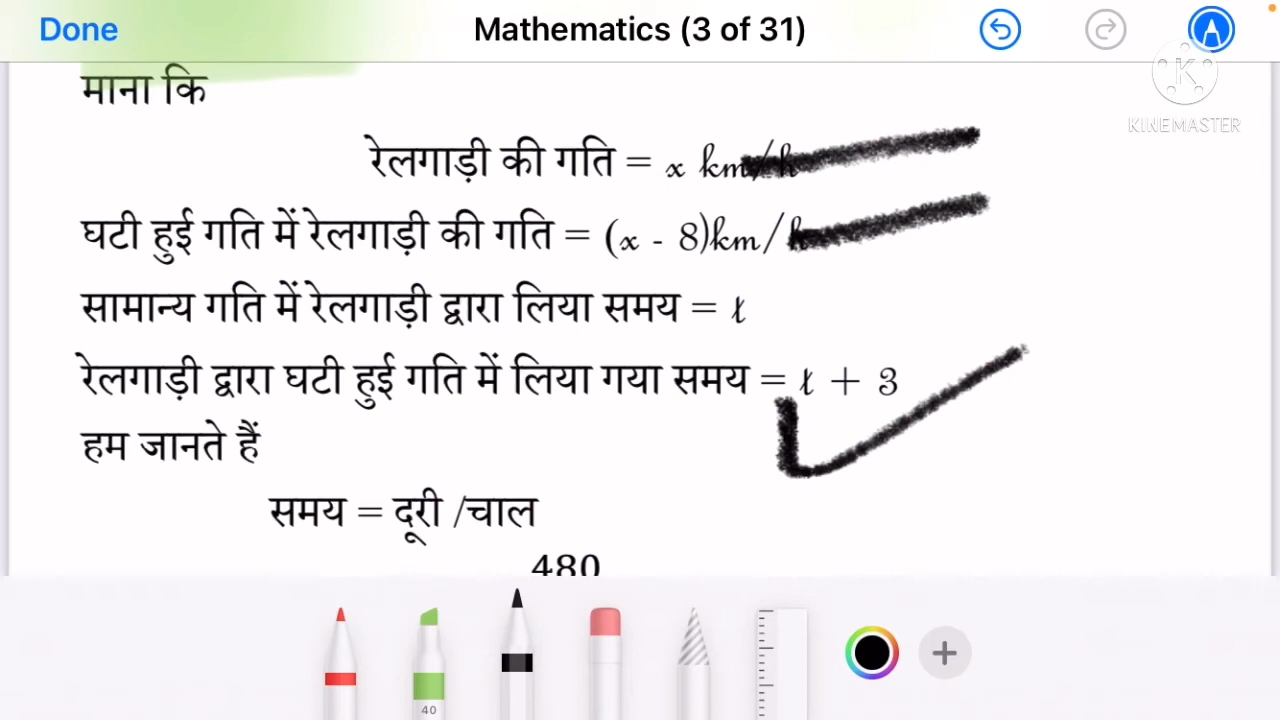 Done
Mathematics (3 of 31)
KINEMASTER
माना कि
रेलगाड़ी की गति = x km/h
घटी हुई गति में रेलगाड़ी की गति = (x - 8)km/h
सामान्य गति में रेलगाड़ी द्वारा लिया समय = t
रेलगाड़ी द्वारा घटी हुई गति में लिया गया समय = t + 3
हम जानते हैं
समय = दूरी /चाल
480
40